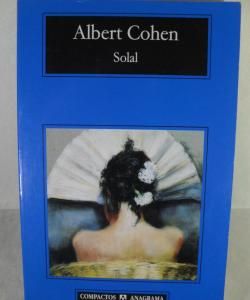 Albert Cohen
Solal
COMPACTOS ANAGRAMA